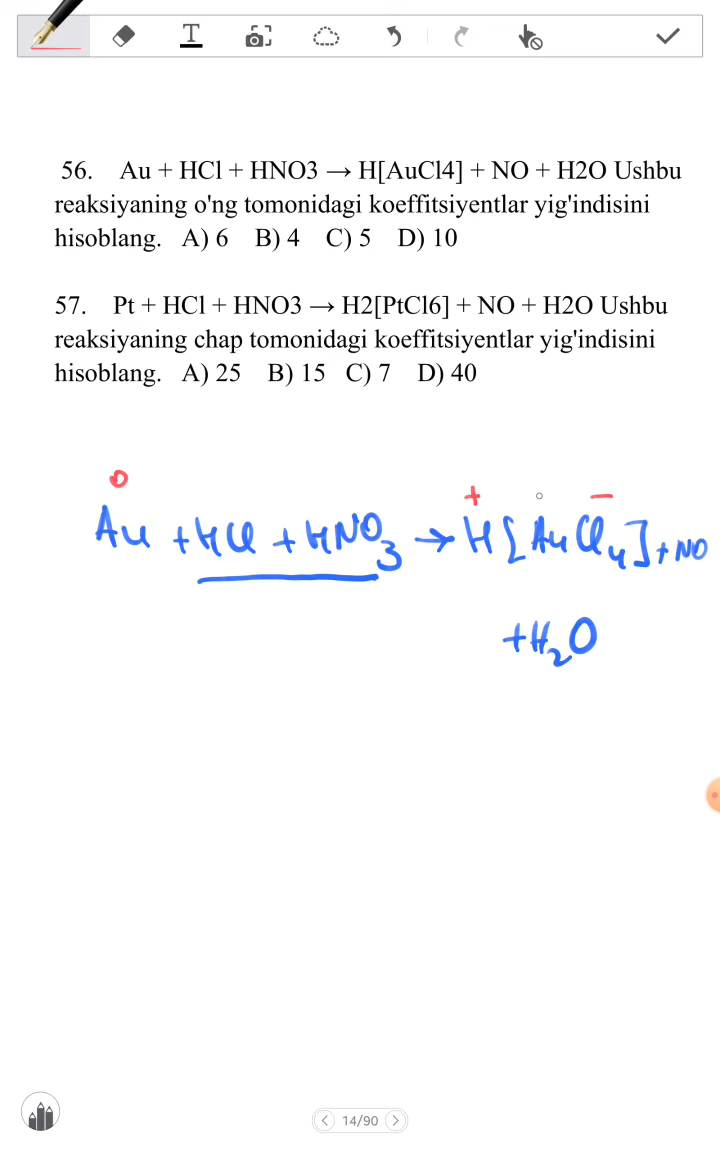 T
56. Au + HCl + HNO3 → H[AuCl4] + NO + H2O Ushbu
reaksiyaning o'ng tomonidagi koeffitsiyentlar yig'indisini
hisoblang. A) 6 B) 4 C) 5 D) 10
57. Pt + HCl + HNO3 → H2[PtCl6] + NO + H2O Ushbu
reaksiyaning chap tomonidagi koeffitsiyentlar yig'indisini
hisoblang. A) 25 B) 15 C) 7 D) 40
0 + −
Au + HCl + HNO3 → H[AuCl4] + NO
+ H2O
14/90